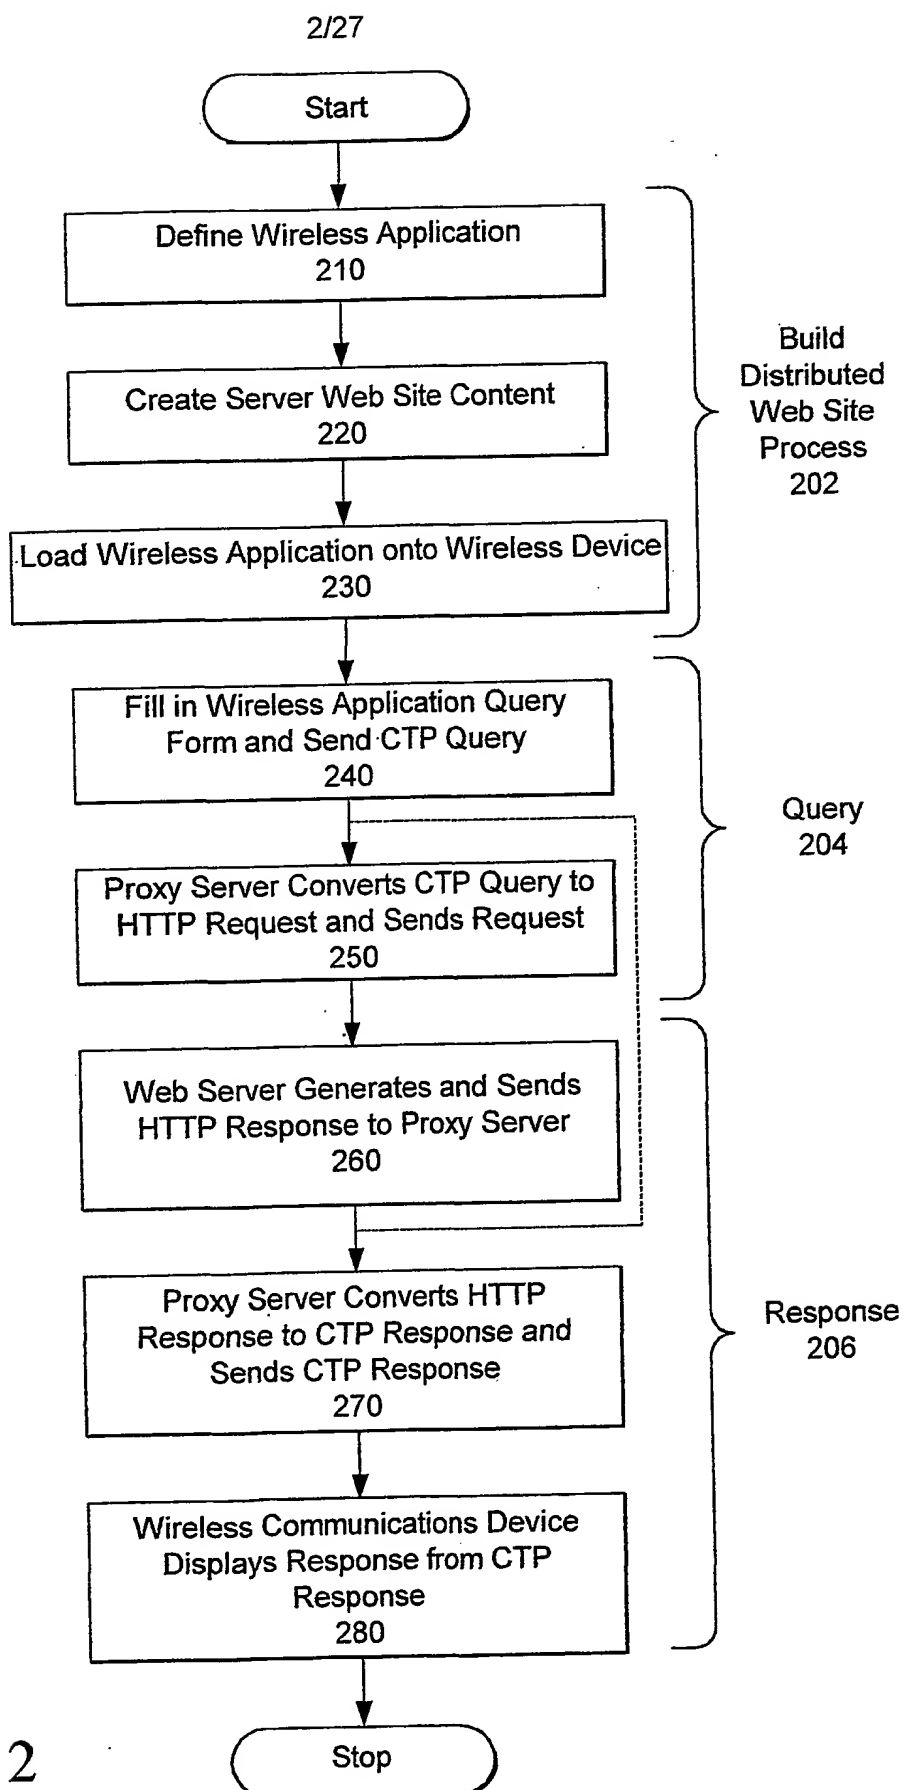 2/27
Start
Define Wireless Application
210
Create Server Web Site Content
220
Load Wireless Application onto Wireless Device
230
Build
Distributed
Web Site
Process
202
Fill in Wireless Application Query
Form and Send CTP Query
240
Proxy Server Converts CTP Query to
HTTP Request and Sends Request
250
Query
204
Web Server Generates and Sends
HTTP Response to Proxy Server
260
Proxy Server Converts HTTP
Response to CTP Response and
Sends CTP Response
270
Wireless Communications Device
Displays Response from CTP
Response
280
Response
206
Stop
2